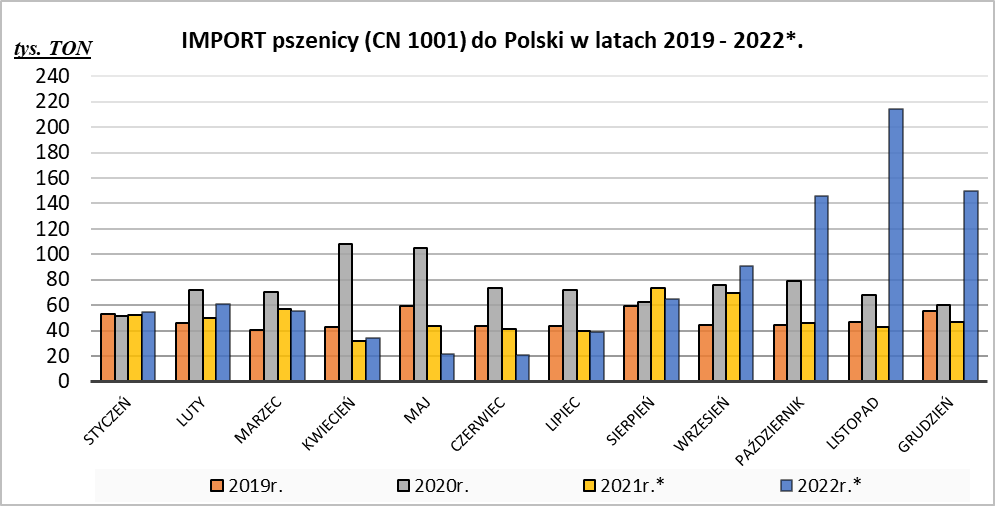 IMPORT pszenicy (CN 1001) do Polski w latach 2019 - 2022*.
tys. TON
240
220
200
180
160
140
120
100
80
60
40
20
0
STYCZEŃ
LUTY
MARZEC
KWIECIEŃ
MAJ
CZERWIEC
LIPIEC
SIERPIEŃ
WRZESIEŃ
PAŹDZIERNIK
LISTOPAD
GRUDZIEŃ
2019r. 2020r. 2021r.* 2022r.*